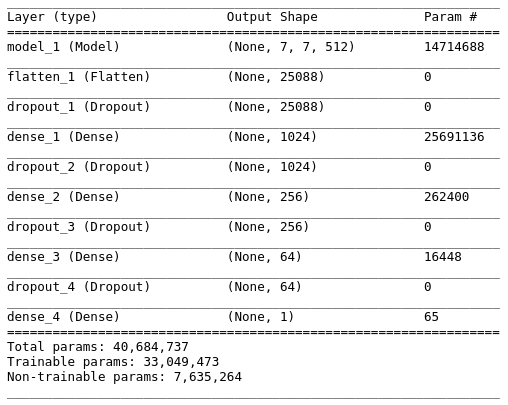 Layer (type) Output Shape Param #
model_1 (Model) (None, 7, 7, 512) 14714688
flatten_1 (Flatten) (None, 25088) 0
dropout_1 (Dropout) (None, 25088) 0
dense_1 (Dense) (None, 1024) 25691136
dropout_2 (Dropout) (None, 1024) 0
dense_2 (Dense) (None, 256) 262400
dropout_3 (Dropout) (None, 256) 0
dense_3 (Dense) (None, 64) 16448
dropout_4 (Dropout) (None, 64) 0
dense_4 (Dense) (None, 1) 65
Total params: 40,684,737
Trainable params: 33,049,473
Non-trainable params: 7,635,264